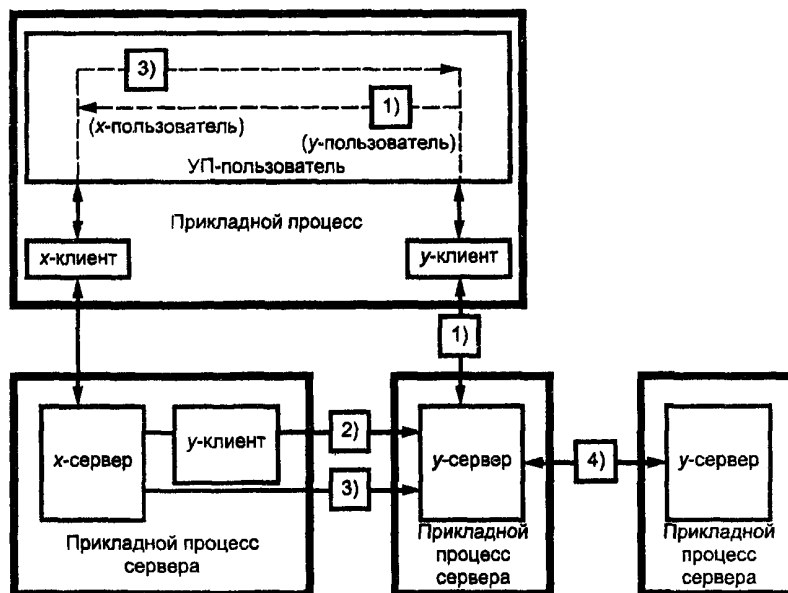 3)
1)
(x-пользователь)
(y-пользователь)
УП-пользователь
Прикладной процесс
x-клиент
y-клиент
1)
x-сервер
y-клиент
2)
3)
y-сервер
4)
y-сервер
Прикладной процесс
сервера
Прикладной
процесс
сервера
Прикладной
процесс
сервера